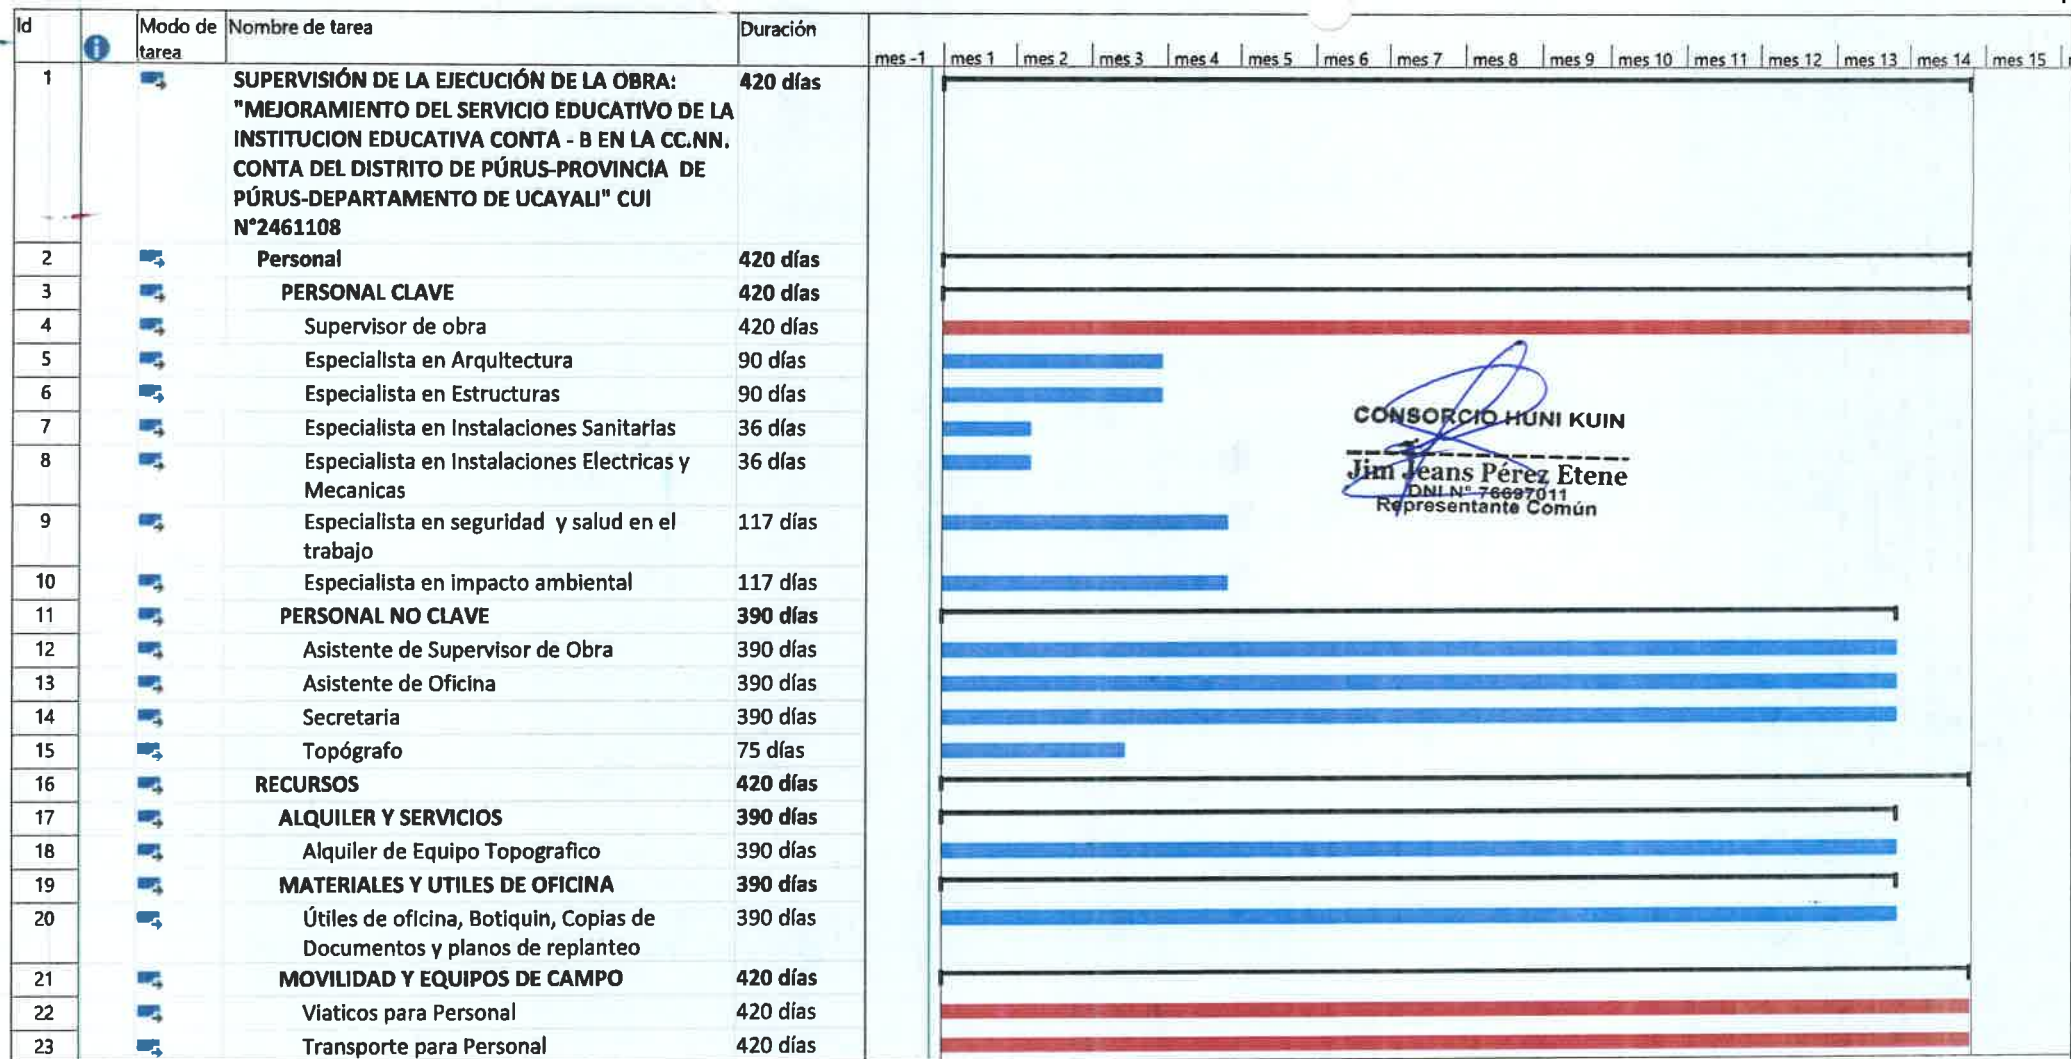 Id Modo de tarea Nombre de tarea Duración
mes -1 mes 1 mes 2 mes 3 mes 4 mes 5 mes 6 mes 7 mes 8 mes 9 mes 10 mes 11 mes 12 mes 13 mes 14 mes 15
1 SUPERVISIÓN DE LA EJECUCIÓN DE LA OBRA: 420 días
"MEJORAMIENTO DEL SERVICIO EDUCATIVO DE LA
INSTITUCION EDUCATIVA CONTA - B EN LA CC.NN.
CONTA DEL DISTRITO DE PÚRUS-PROVINCIA DE
PÚRUS-DEPARTAMENTO DE UCAYALI" CUI
N°2461108
2 Personal 420 días
3 PERSONAL CLAVE 420 días
4 Supervisor de obra 420 días
5 Especialista en Arquitectura 90 días
6 Especialista en Estructuras 90 días
7 Especialista en Instalaciones Sanitarias 36 días
8 Especialista en Instalaciones Electricas y 36 días
Mecanicas
9 Especialista en seguridad y salud en el 117 días
trabajo
10 Especialista en impacto ambiental 117 días
11 PERSONAL NO CLAVE 390 días
12 Asistente de Supervisor de Obra 390 días
13 Asistente de Oficina 390 días
14 Secretaria 390 días
15 Topógrafo 75 días
16 RECURSOS 420 días
17 ALQUILER Y SERVICIOS 390 días
18 Alquiler de Equipo Topografico 390 días
19 MATERIALES Y UTILES DE OFICINA 390 días
20 Útiles de oficina, Botiquin, Copias de 390 días
Documentos y planos de replanteo
21 MOVILIDAD Y EQUIPOS DE CAMPO 420 días
22 Viaticos para Personal 420 días
23 Transporte para Personal 420 días
CONSORCIO HUNI KUIN
Jim Jeans Pérez Etene
DNI N° 76697011
Representante Común